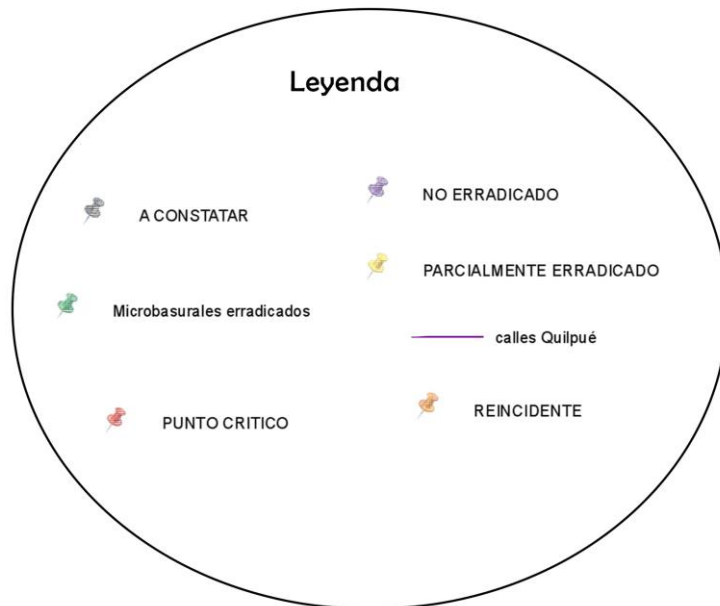 Leyenda
A CONSTATAR
NO ERRADICADO
Microbasurales erradicados
PARCIALMENTE ERRADICADO
calles Quilpué
PUNTO CRITICO
REINCIDENTE